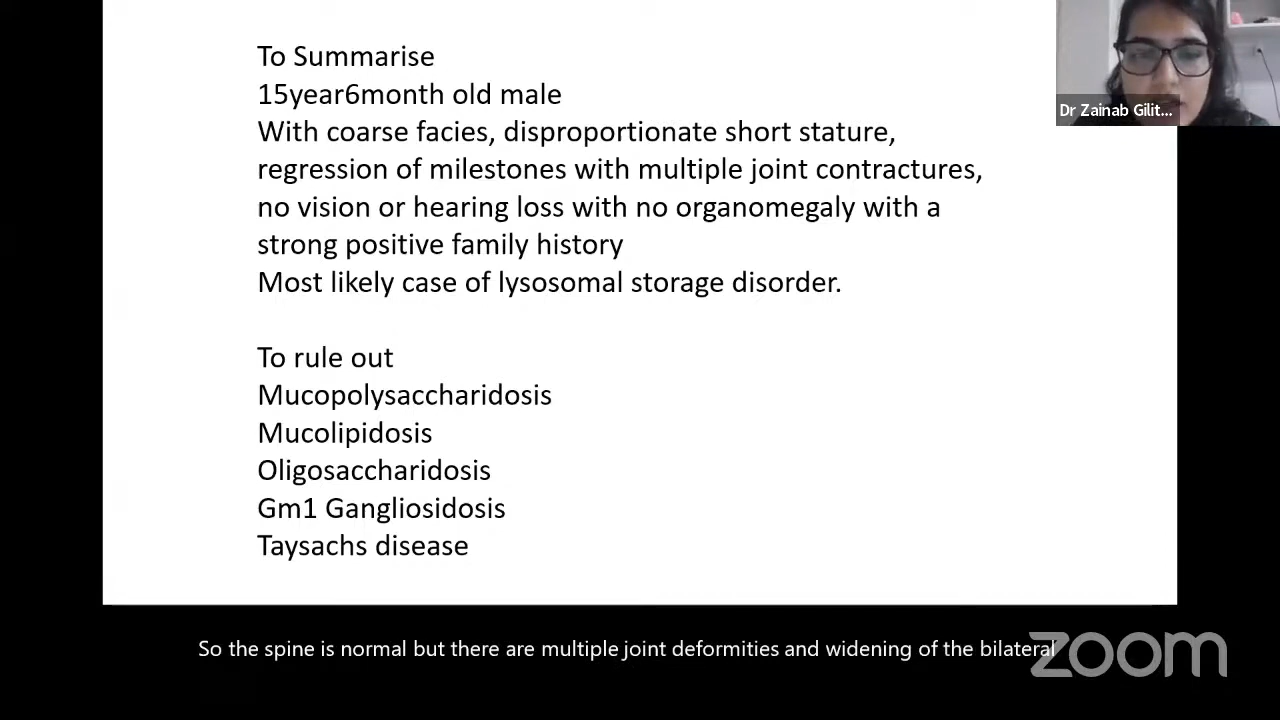 To Summarise
15year6month old male
With coarse facies, disproportionate short stature,
regression of milestones with multiple joint contractures,
no vision or hearing loss with no organomegaly with a
strong positive family history
Most likely case of lysosomal storage disorder.
To rule out
Mucopolysaccharidosis
Mucolipidosis
Oligosaccharidosis
Gm1 Gangliosidosis
Taysachs disease
Dr Zainab Gilit...
So the spine is normal but there are multiple joint deformities and widening of the bilateral
zoom